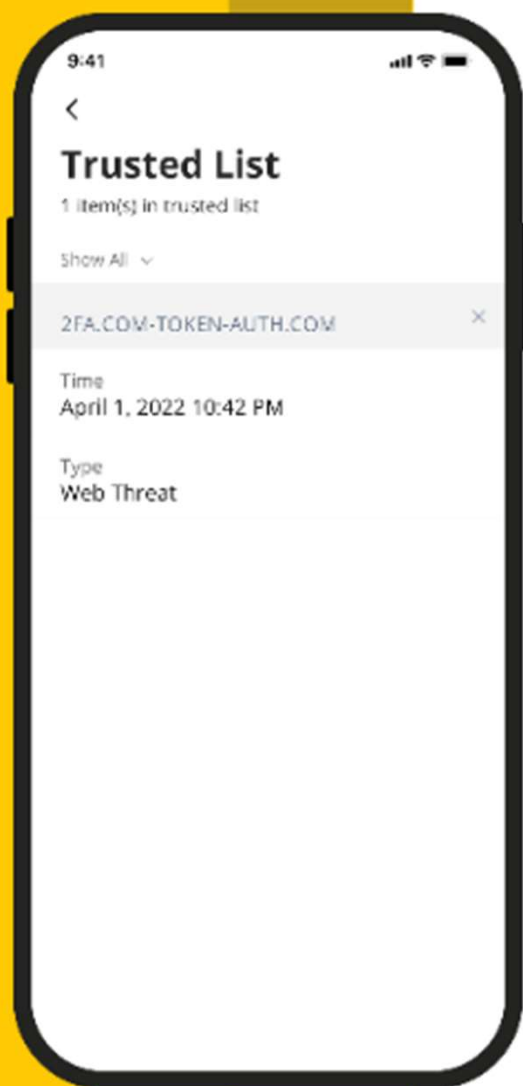 9:41
Trusted List
1 item(s) in trusted list
Show All
2FA.COM-TOKEN-AUTH.COM
Time
April 1, 2022 10:42 PM
Type
Web Threat